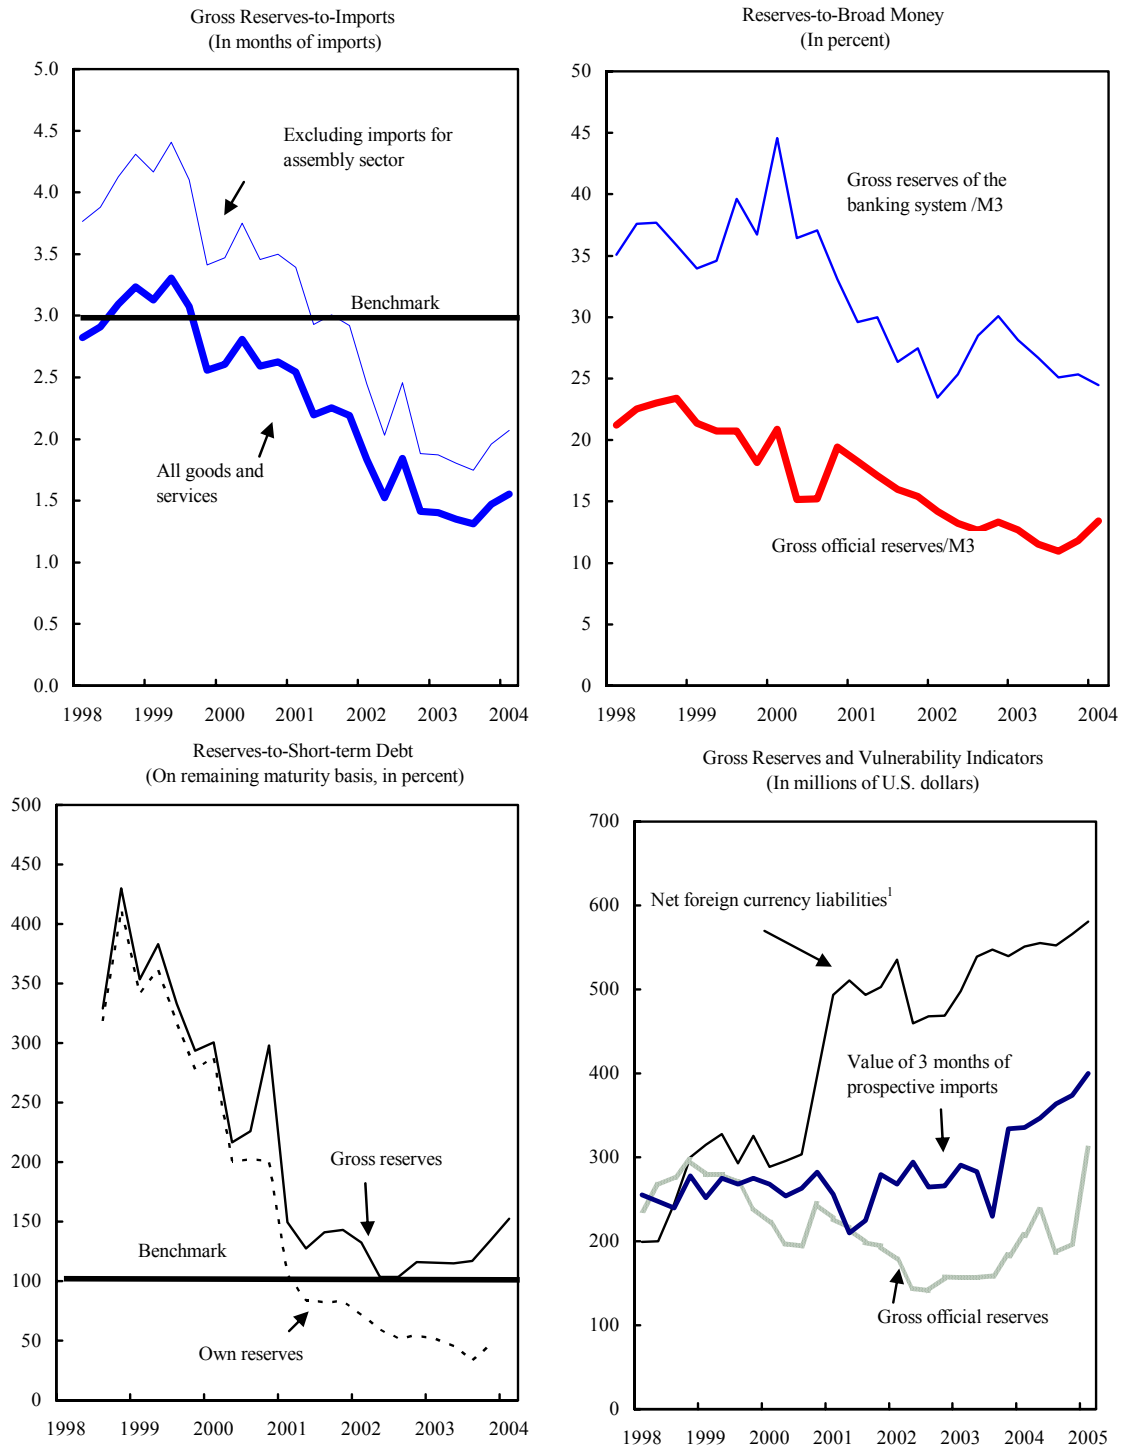 Gross Reserves-to-Imports
(In months of imports)
5.0
4.5
4.0
3.5
3.0
2.5
2.0
1.5
1.0
0.5
0.0
Excluding imports for
assembly sector
Benchmark
All goods and
services
1998 1999 2000 2001 2002 2003 2004
Reserves-to-Broad Money
(In percent)
50
45
40
35
30
25
20
15
10
5
0
Gross reserves of the
banking system /M3
Gross official reserves/M3
1998 1999 2000 2001 2002 2003 2004
Reserves-to-Short-term Debt
(On remaining maturity basis, in percent)
500
450
400
350
300
250
200
150
100
50
0
Gross reserves
Benchmark
Own reserves
1998 1999 2000 2001 2002 2003 2004
Gross Reserves and Vulnerability Indicators
(In millions of U.S. dollars)
700
600
500
400
300
200
100
0
Net foreign currency liabilities¹
Value of 3 months of
prospective imports
Gross official reserves
1998 1999 2000 2001 2002 2003 2004 2005